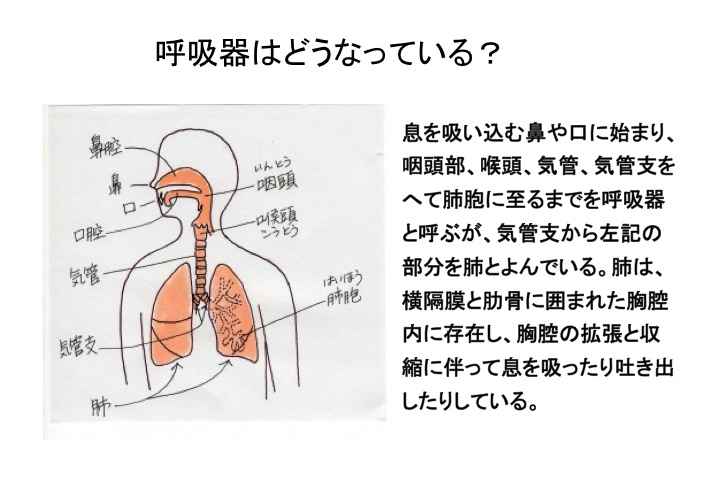 呼吸器はどうなっている？
鼻腔
鼻
口
口腔
気管
気管支
肺
いんとう
咽頭
喉頭
こうとう
はいほう
肺胞
息を吸い込む鼻や口に始まり、
咽頭部、喉頭、気管、気管支を
へて肺胞に至るまでを呼吸器
と呼ぶが、気管支から左記の
部分を肺とよんでいる。肺は、
横隔膜と肋骨に囲まれた胸腔
内に存在し、胸腔の拡張と収
縮に伴って息を吸ったり吐き出
したりしている。